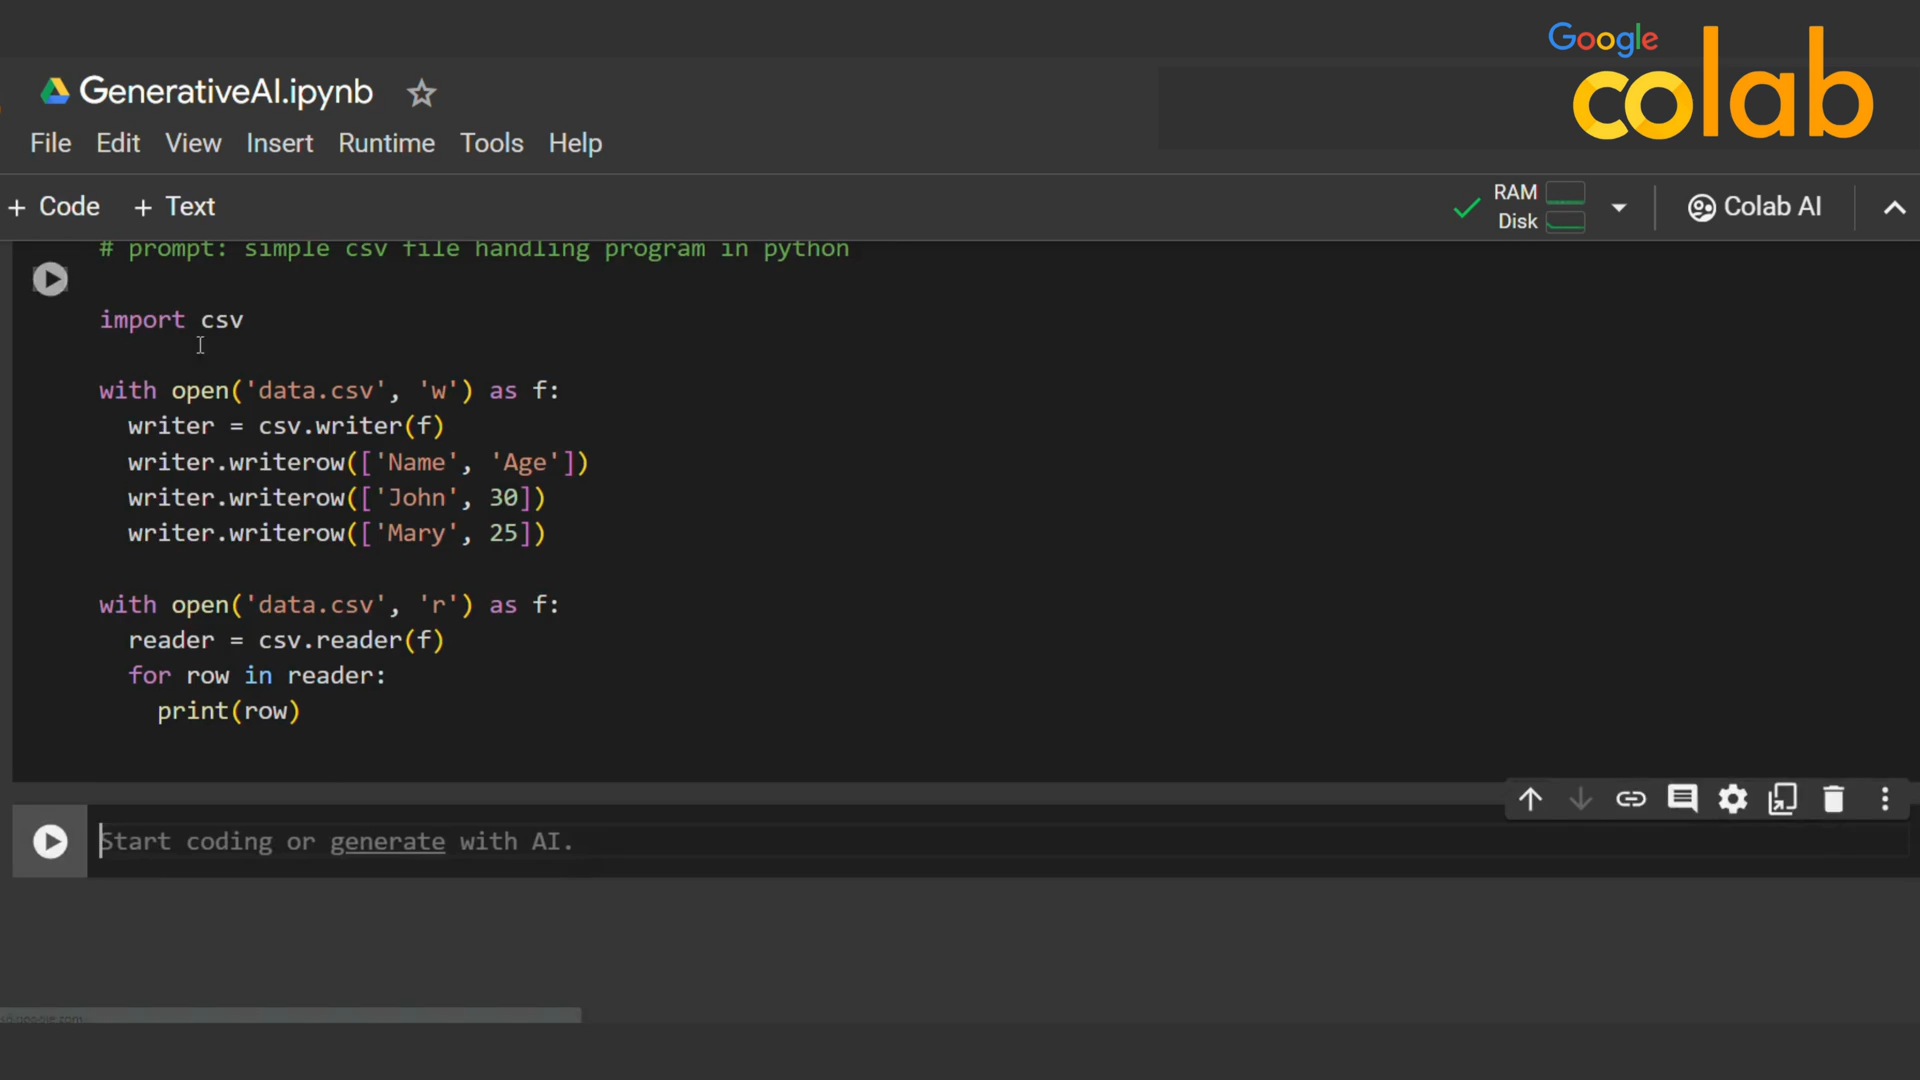 Google
colab
GenerativeAI.ipynb
File Edit View Insert Runtime Tools Help
+ Code + Text
RAM
Disk
Colab AI
# prompt: simple csv file handling program in python
import csv
with open('data.csv', 'w') as f:
  writer = csv.writer(f)
  writer.writerow(['Name', 'Age'])
  writer.writerow(['John', 30])
  writer.writerow(['Mary', 25])
with open('data.csv', 'r') as f:
  reader = csv.reader(f)
  for row in reader:
    print(row)
Start coding or generate with AI.